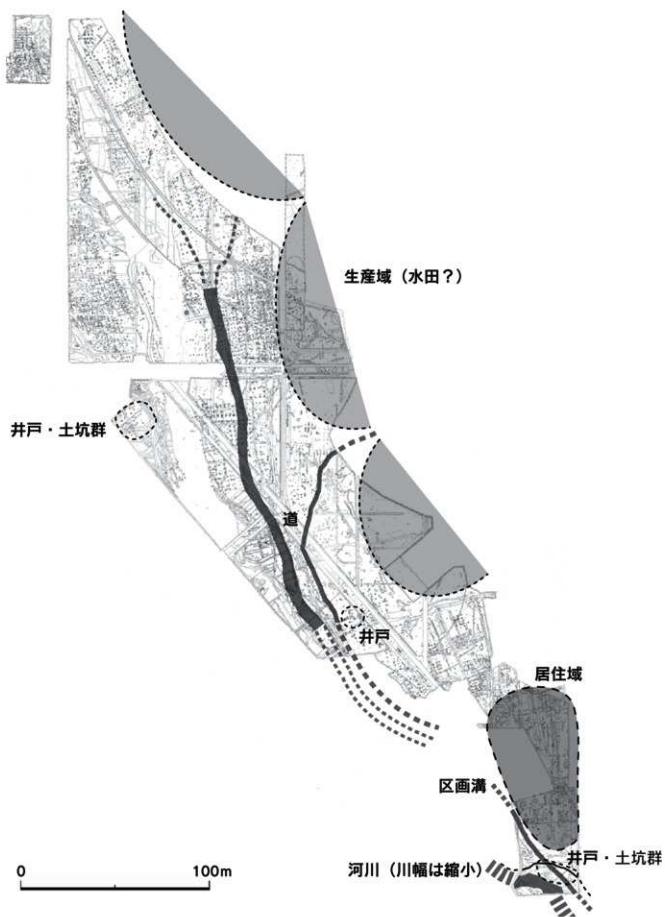 生産域（水田？）
井戸・土坑群
道
井戸
居住域
区画溝
井戸・土坑群
河川（川幅は縮小）
0 100m